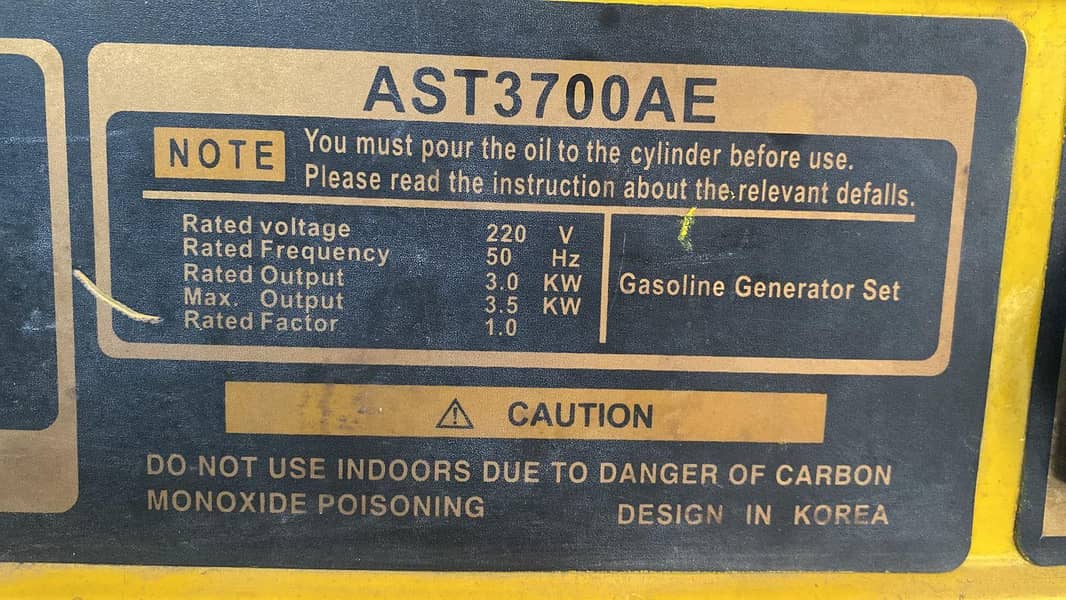 AST3700AE
NOTE
You must pour the oil to the cylinder before use.
Please read the instruction about the relevant defalls.
Rated voltage 220 V
Rated Frequency 50 Hz
Rated Output 3.0 KW
Max. Output 3.5 KW
Rated Factor 1.0
Gasoline Generator Set
⚠ CAUTION
DO NOT USE INDOORS DUE TO DANGER OF CARBON
MONOXIDE POISONING
DESIGN IN KOREA